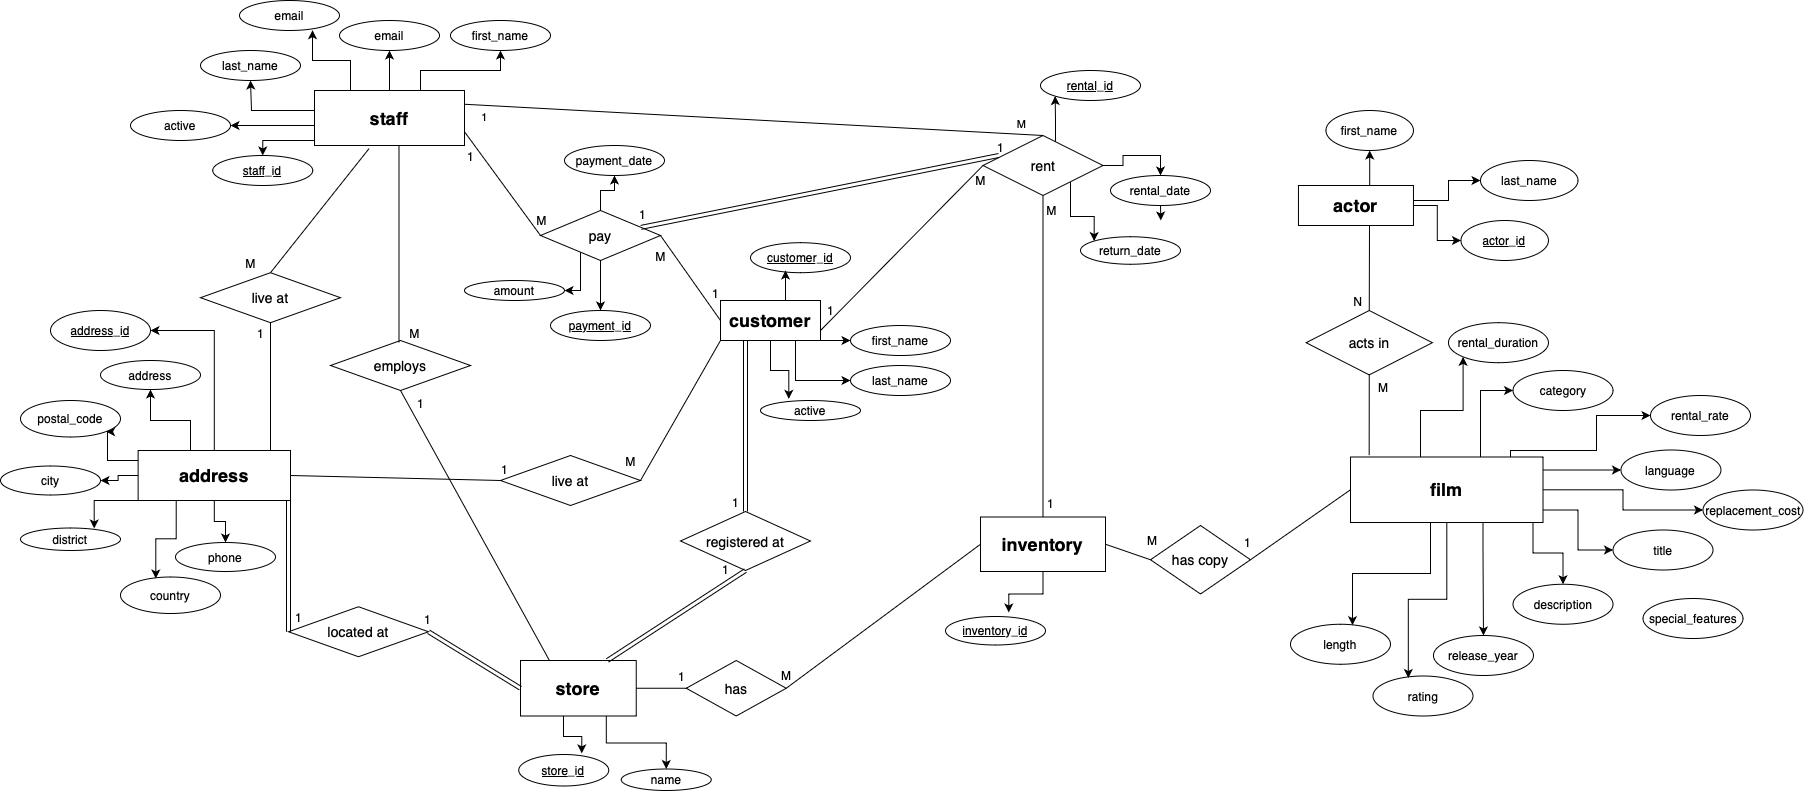 email
email
first_name
last_name
staff
active
staff_id
1
M
rental_id
1
payment_date
1
M
rent
rental_date
return_date
M
M
1
pay
M
amount
payment_id
first_name
last_name
actor
actor_id
N
acts in
M
M
live at
1
address_id
address
postal_code
city
address
district
phone
country
M
employs
1
customer_id
1
customer
1
first_name
last_name
active
1
live at
M
1
registered at
1
1
located at
1
store
store_id
name
1
has
M
1
inventory
inventory_id
M
has copy
1
rental_duration
category
rental_rate
film
language
replacement_cost
title
description
special_features
length
release_year
rating